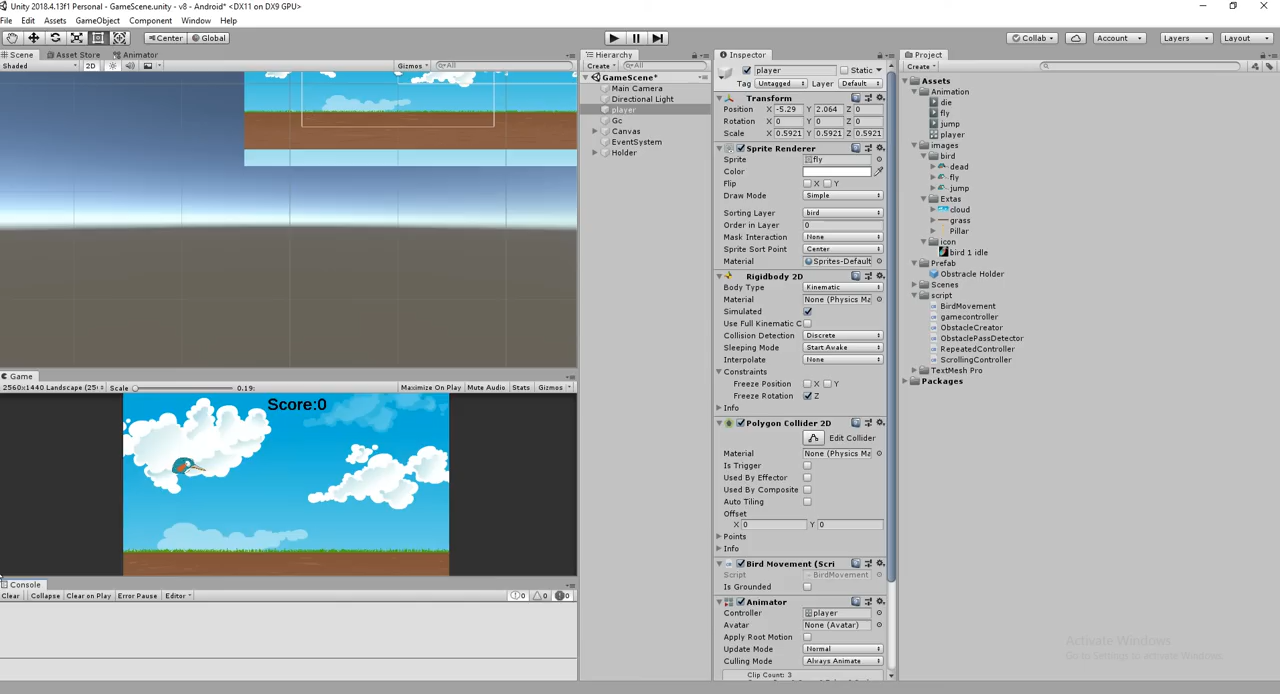 Unity 2018.4.13f1 Personal - GameScene.unity - v8 - Android* <DX11 on DX9 GPU>
File Edit Assets GameObject Component Window Help
Center Global Collab Account Layers Layout
Scene Asset Store Animator
Shaded 2D Gizmos All
Game
2560x1440 Landscape (25 Scale 0.19: Maximize On Play Mute Audio Stats Gizmos
Score:0
Console
Clear Collapse Clear on Play Error Pause Editor 0 0 0
Hierarchy
Create All
GameScene*
Main Camera
Directional Light
player
Gc
Canvas
EventSystem
Holder
Inspector
player Static
Tag Untagged Layer Default
Transform
Position X -5.29 Y 2.064 Z 0
Rotation X 0 Y 0 Z 0
Scale X 0.5921 Y 0.5921 Z 0.5921
Sprite Renderer
Sprite fly
Color
Flip X Y
Draw Mode Simple
Sorting Layer bird
Order in Layer 0
Mask Interaction None
Sprite Sort Point Center
Material Sprites-Default
Rigidbody 2D
Body Type Kinematic
Material None (Physics Ma
Simulated
Use Full Kinematic C
Collision Detection Discrete
Sleeping Mode Start Awake
Interpolate None
Constraints
Freeze Position X Y
Freeze Rotation Z
Info
Polygon Collider 2D
Edit Collider
Material None (Physics Ma
Is Trigger
Used By Effector
Used By Composite
Auto Tiling
Offset
X 0 Y 0
Points
Info
Bird Movement (Scri
Script BirdMovement
Is Grounded
Animator
Controller player
Avatar None (Avatar)
Apply Root Motion
Update Mode Normal
Culling Mode Always Animate
Clip Count: 3
Project
Create
Assets
Animation
die
fly
jump
player
images
bird
dead
fly
jump
Extas
cloud
grass
Pillar
icon
bird 1 idle
Prefab
Obstracle Holder
Scenes
script
BirdMovement
gamecontroller
ObstacleCreator
ObstaclePassDetector
RepeatedController
ScrollingController
TextMesh Pro
Packages
Activate Windows
Go to Settings to activate Windows.